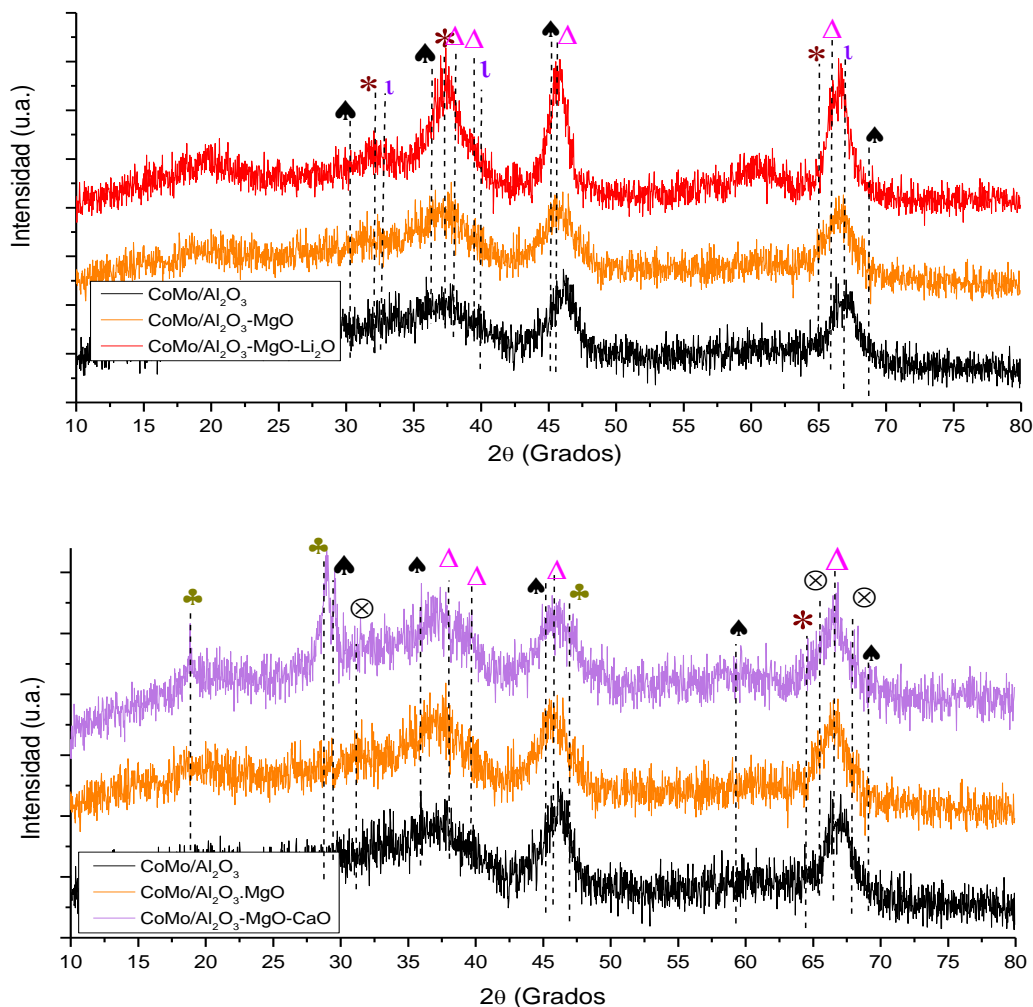 Intensidad (u.a.)
CoMo/Al₂O₃
CoMo/Al₂O₃-MgO
CoMo/Al₂O₃-MgO-Li₂O
10 15 20 25 30 35 40 45 50 55 60 65 70 75 80
2θ (Grados)
Intensidad (u.a.)
CoMo/Al₂O₃
CoMo/Al₂O₃.MgO
CoMo/Al₂O₃-MgO-CaO
10 15 20 25 30 35 40 45 50 55 60 65 70 75 80
2θ (Grados